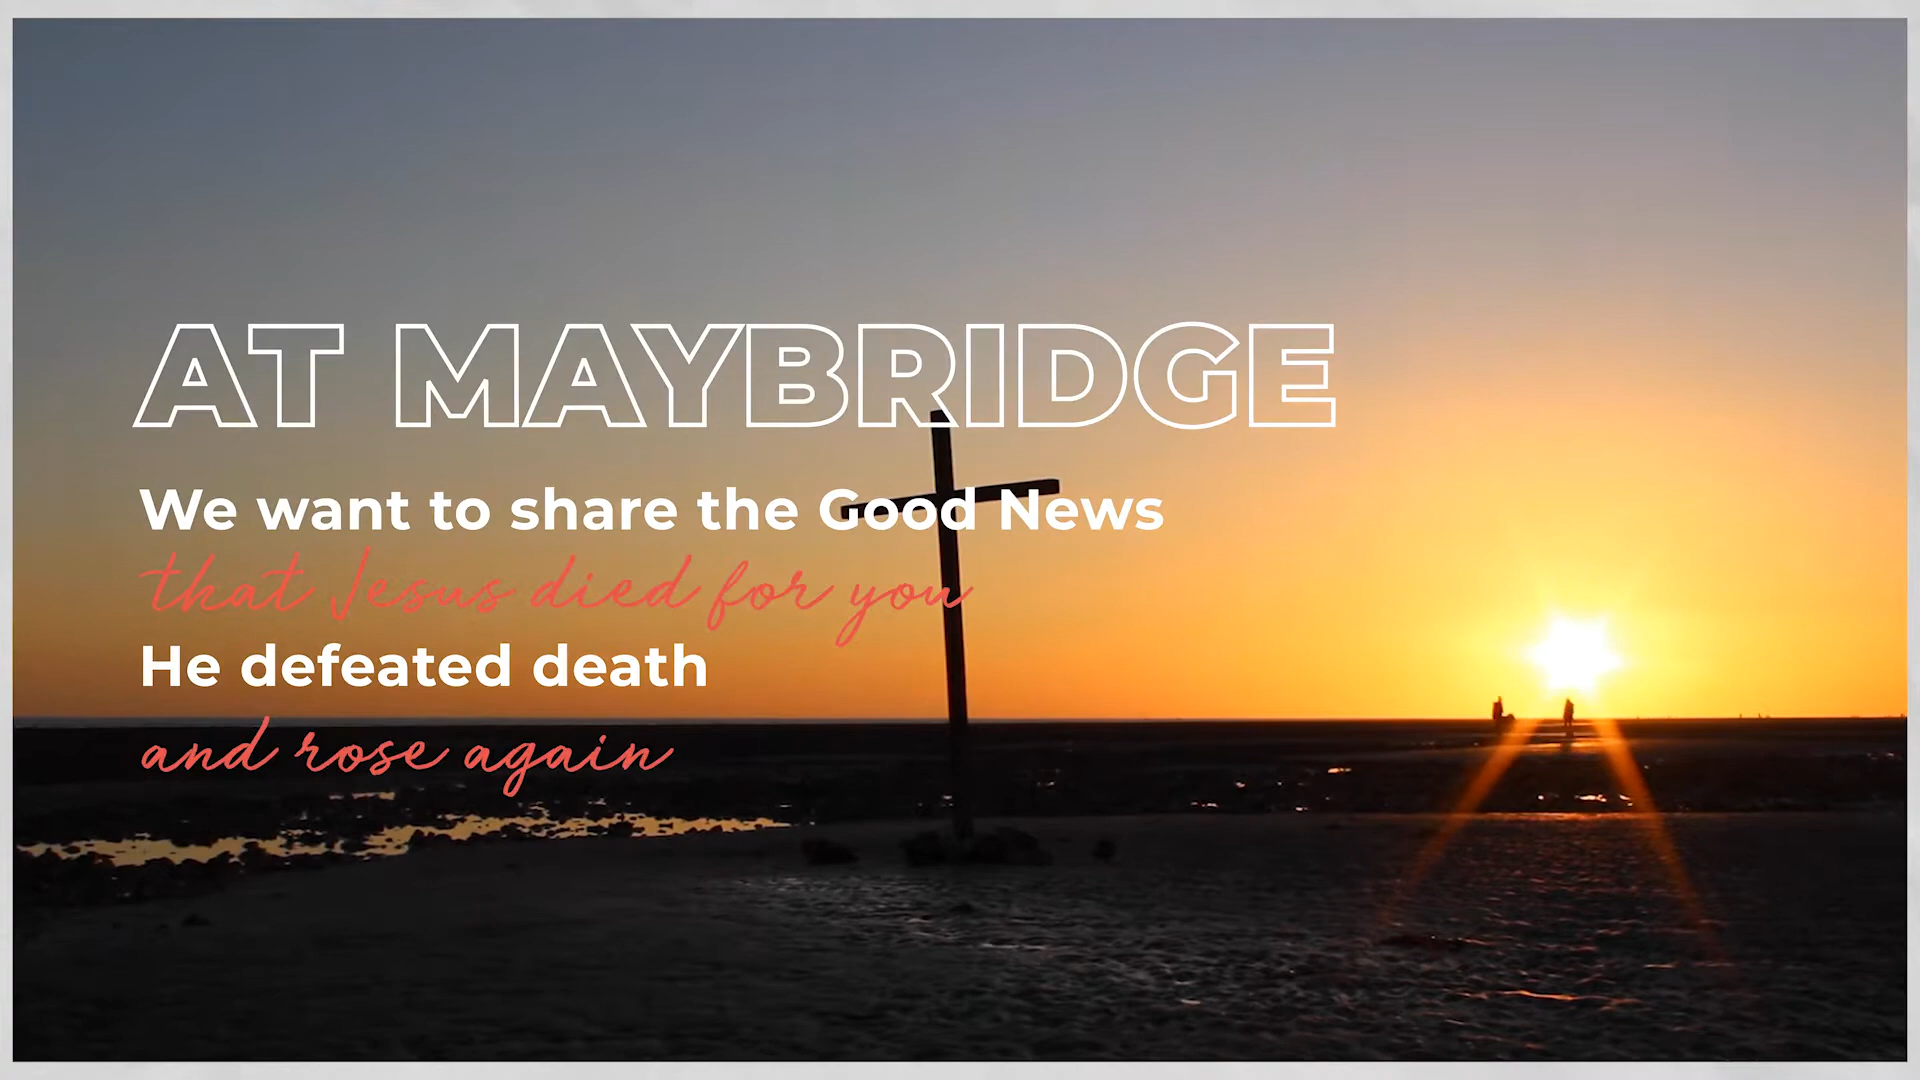 AT MAYBRIDGE
We want to share the Good News
that Jesus died for you
He defeated death
and rose again